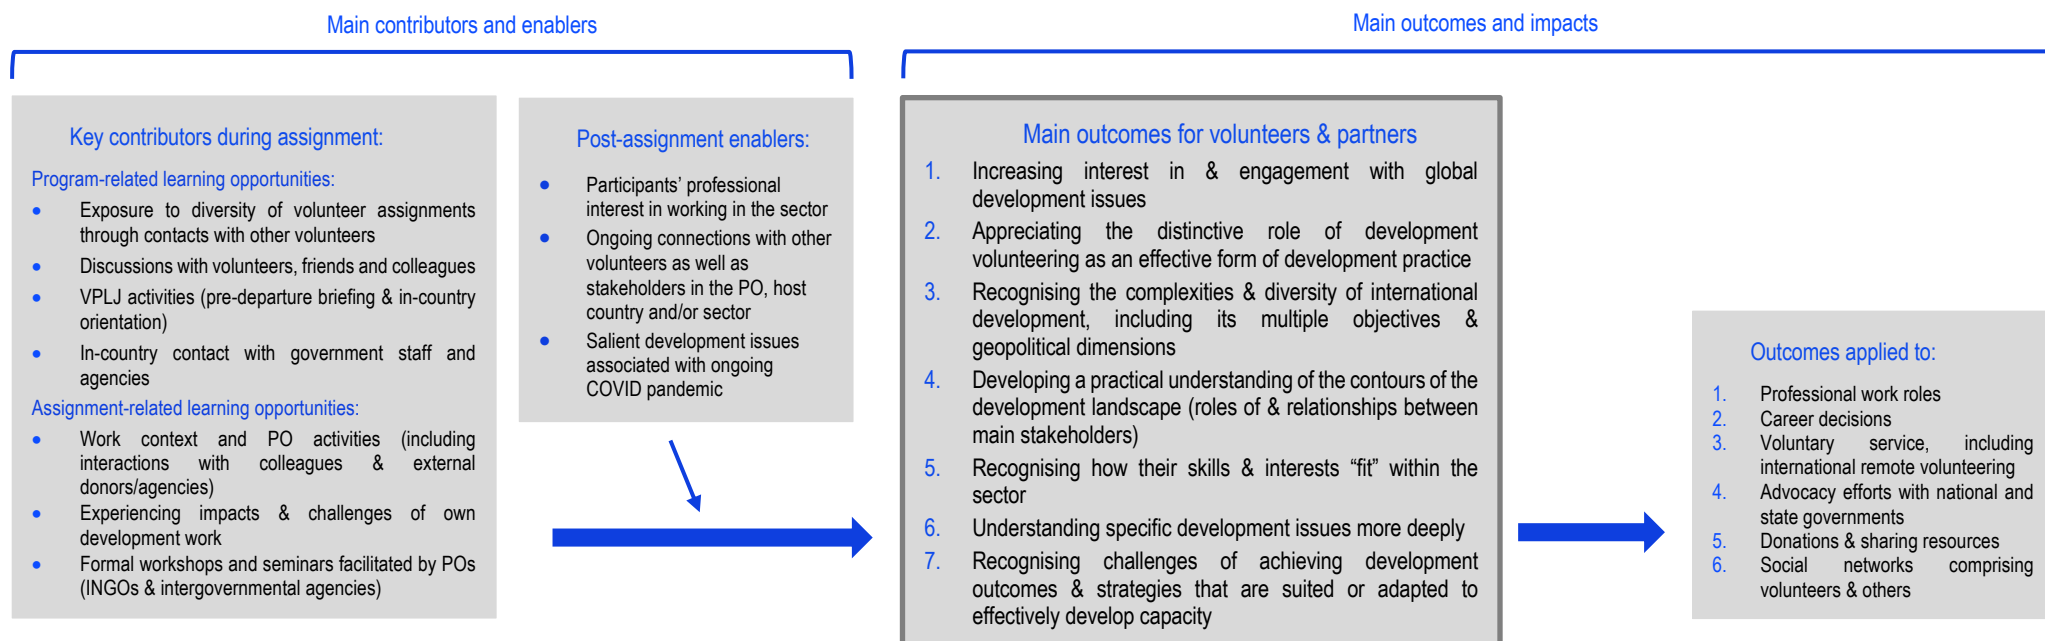 Main contributors and enablers
Main outcomes and impacts
Key contributors during assignment:
Program-related learning opportunities:
● Exposure to diversity of volunteer assignments
through contacts with other volunteers
● Discussions with volunteers, friends and colleagues
● VPLJ activities (pre-departure briefing & in-country
orientation)
● In-country contact with government staff and
agencies
Assignment-related learning opportunities:
● Work context and PO activities (including
interactions with colleagues & external
donors/agencies)
● Experiencing impacts & challenges of own
development work
● Formal workshops and seminars facilitated by POs
(INGOs & intergovernmental agencies)
Post-assignment enablers:
● Participants' professional
interest in working in the sector
● Ongoing connections with other
volunteers as well as
stakeholders in the PO, host
country and/or sector
● Salient development issues
associated with ongoing
COVID pandemic
Main outcomes for volunteers & partners
1. Increasing interest in & engagement with global
development issues
2. Appreciating the distinctive role of development
volunteering as an effective form of development practice
3. Recognising the complexities & diversity of international
development, including its multiple objectives &
geopolitical dimensions
4. Developing a practical understanding of the contours of the
development landscape (roles of & relationships between
main stakeholders)
5. Recognising how their skills & interests "fit" within the
sector
6. Understanding specific development issues more deeply
7. Recognising challenges of achieving development
outcomes & strategies that are suited or adapted to
effectively develop capacity
Outcomes applied to:
1. Professional work roles
2. Career decisions
3. Voluntary service, including
international remote volunteering
4. Advocacy efforts with national and
state governments
5. Donations & sharing resources
6. Social networks comprising
volunteers & others